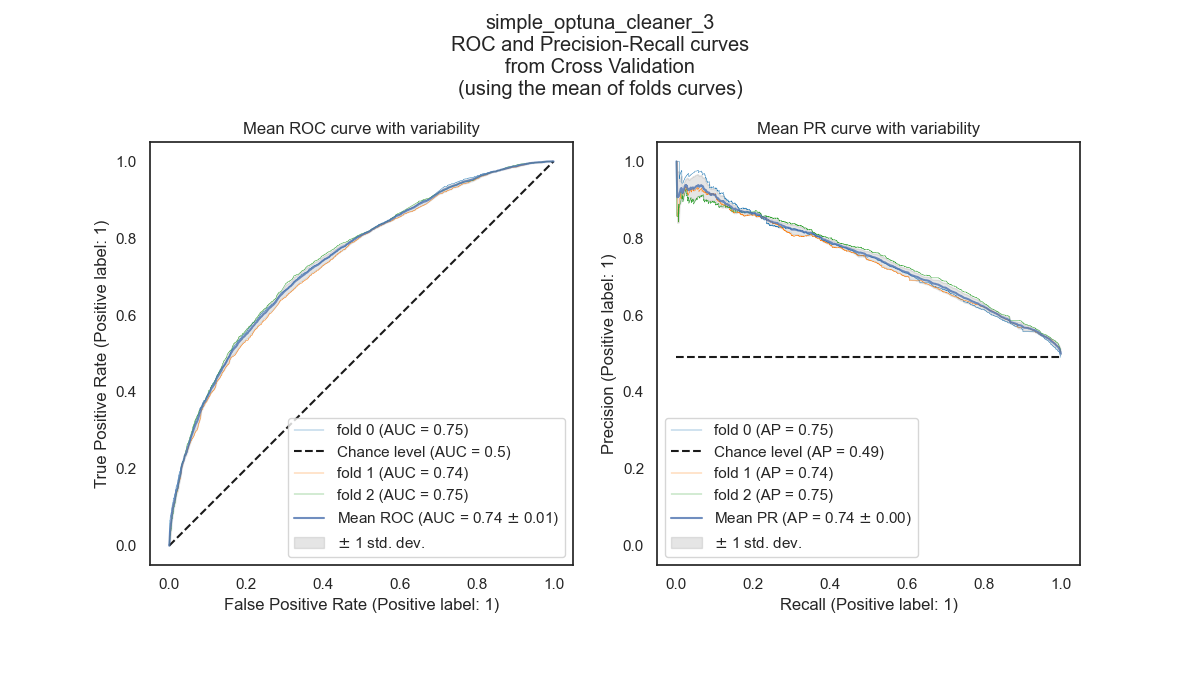 simple_optuna_cleaner_3
ROC and Precision-Recall curves
from Cross Validation
(using the mean of folds curves)
Mean ROC curve with variability
True Positive Rate (Positive label: 1)
1.0
0.8
0.6
0.4
0.2
0.0
fold 0 (AUC = 0.75)
Chance level (AUC = 0.5)
fold 1 (AUC = 0.74)
fold 2 (AUC = 0.75)
Mean ROC (AUC = 0.74 ± 0.01)
± 1 std. dev.
0.0 0.2 0.4 0.6 0.8 1.0
False Positive Rate (Positive label: 1)
Mean PR curve with variability
Precision (Positive label: 1)
1.0
0.8
0.6
0.4
0.2
0.0
fold 0 (AP = 0.75)
Chance level (AP = 0.49)
fold 1 (AP = 0.74)
fold 2 (AP = 0.75)
Mean PR (AP = 0.74 ± 0.00)
± 1 std. dev.
0.0 0.2 0.4 0.6 0.8 1.0
Recall (Positive label: 1)